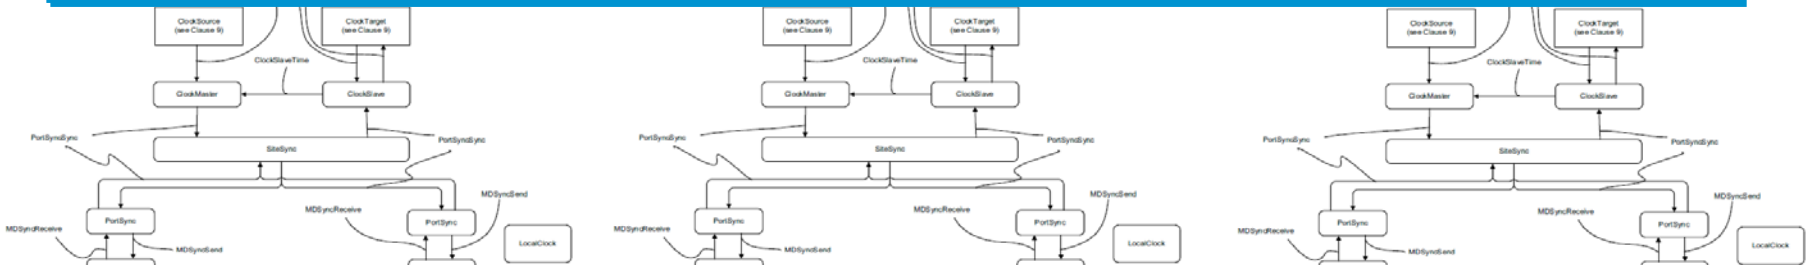 ClockSource
(see Clause 9)
ClockTarget
(see Clause 9)
ClockSlaveTime
ClockMaster
ClockSlave
PortSyncSync
PortSyncSync
SiteSync
MDSyncSend
MDSyncReceive
PortSync
PortSync
MDSyncReceive
MDSyncSend
LocalClock
ClockSource
(see Clause 9)
ClockTarget
(see Clause 9)
ClockSlaveTime
ClockMaster
ClockSlave
PortSyncSync
PortSyncSync
SiteSync
MDSyncSend
MDSyncReceive
PortSync
PortSync
MDSyncReceive
MDSyncSend
LocalClock
ClockSource
(see Clause 9)
ClockTarget
(see Clause 9)
ClockSlaveTime
ClockMaster
ClockSlave
PortSyncSync
PortSyncSync
SiteSync
MDSyncSend
MDSyncReceive
PortSync
PortSync
MDSyncReceive
MDSyncSend
LocalClock